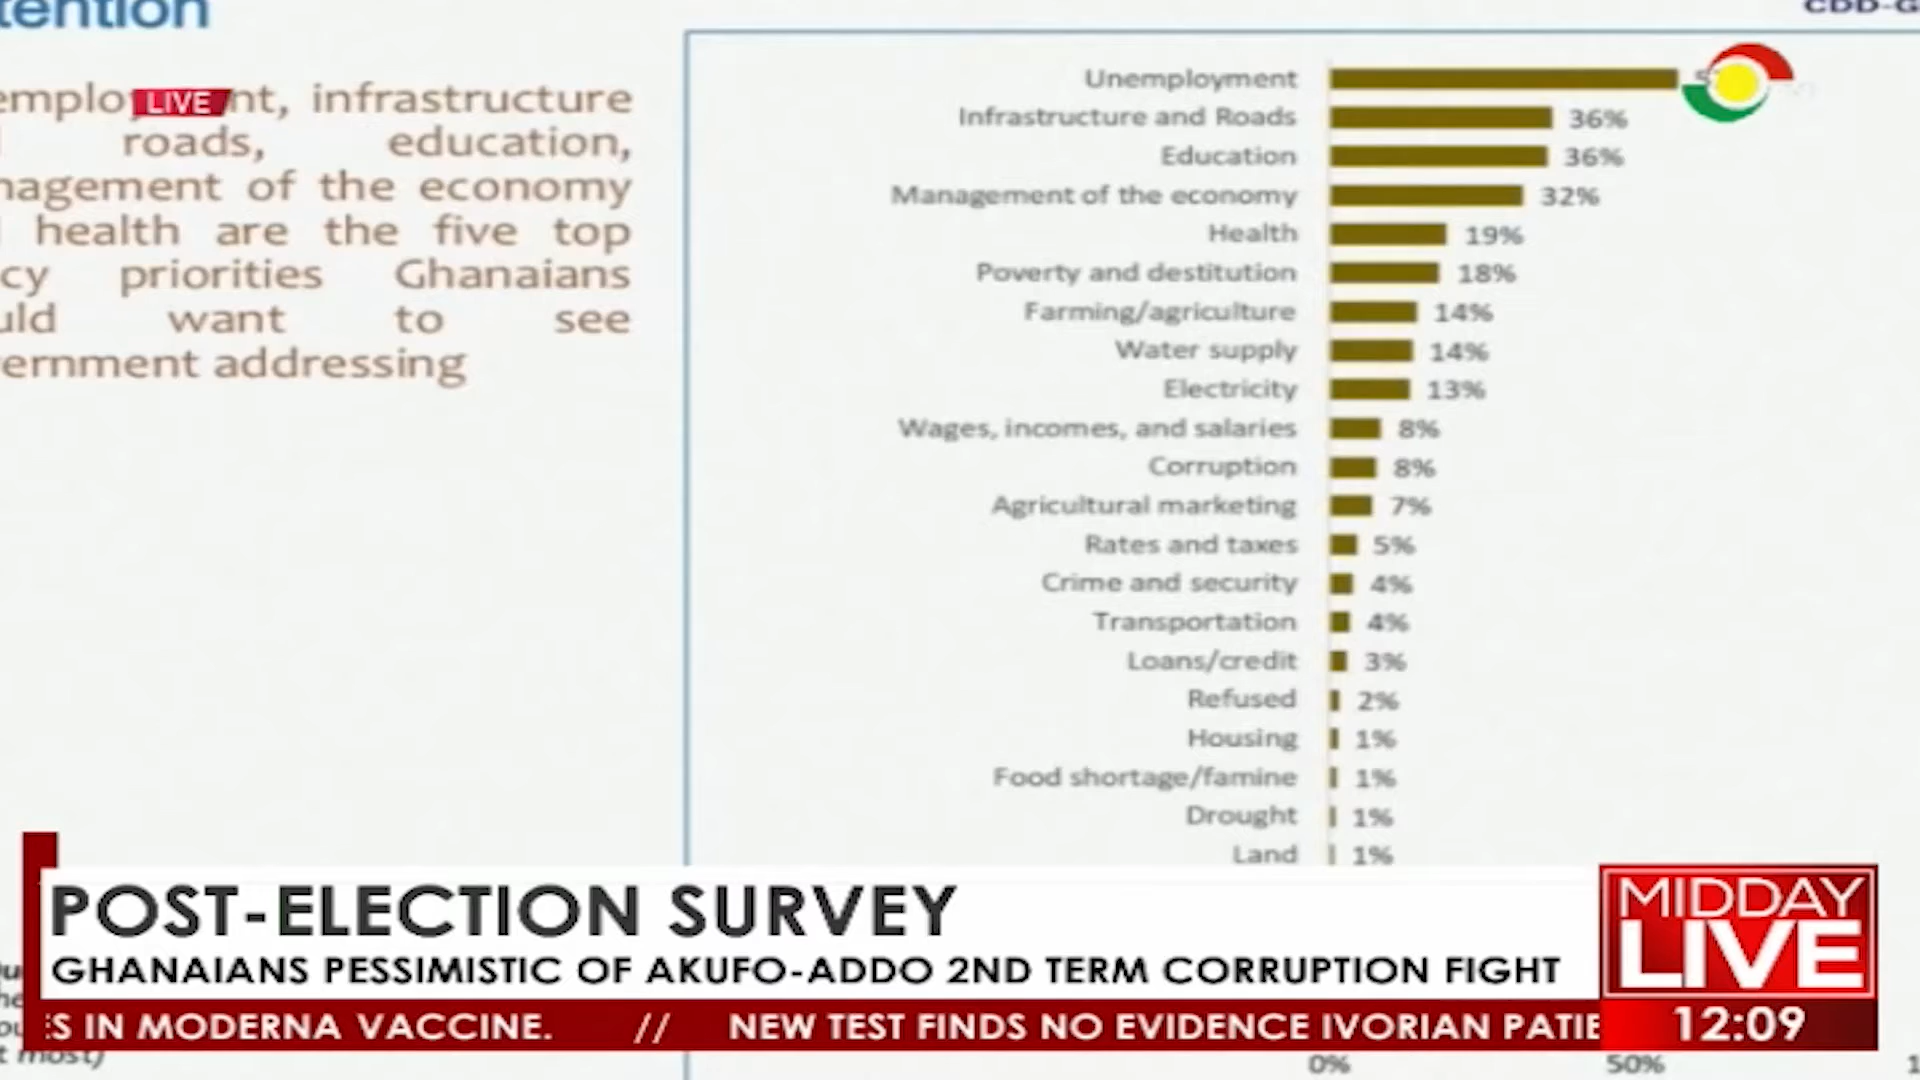 tention
CDD-G
employ LIVE nt, infrastructure
roads, education,
nagement of the economy
health are the five top
cy priorities Ghanaians
uld want to see
ernment addressing
Unemployment
Infrastructure and Roads 36%
Education 36%
Management of the economy 32%
Health 19%
Poverty and destitution 18%
Farming/agriculture 14%
Water supply 14%
Electricity 13%
Wages, incomes, and salaries 8%
Corruption 8%
Agricultural marketing 7%
Rates and taxes 5%
Crime and security 4%
Transportation 4%
Loans/credit 3%
Refused 2%
Housing 1%
Food shortage/famine 1%
Drought 1%
Land 1%
POST-ELECTION SURVEY
GHANAIANS PESSIMISTIC OF AKUFO-ADDO 2ND TERM CORRUPTION FIGHT
MIDDAY
LIVE
S IN MODERNA VACCINE. // NEW TEST FINDS NO EVIDENCE IVORIAN PATIE
12:09
t most)
0% 50%